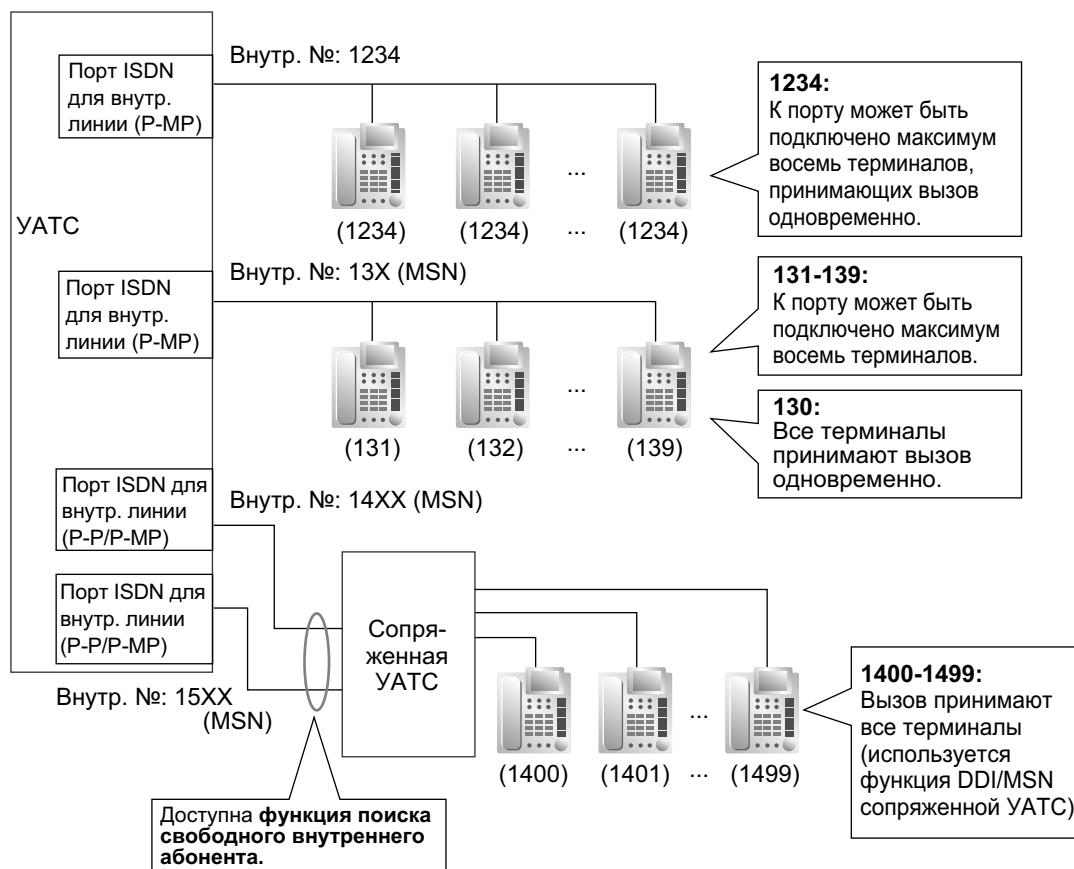 Внутр. №: 1234
Порт ISDN
для внутр.
линии (P-MP)
(1234)
(1234)
...
...
(1234)
1234:
К порту может быть
подключено максимум
восемь терминалов,
принимающих вызов
одновременно.
УАТС
Внутр. №: 13X (MSN)
Порт ISDN
для внутр.
линии (P-MP)
(131)
(132)
...
...
(139)
131-139:
К порту может быть
подключено максимум
восемь терминалов.
130:
Все терминалы
принимают вызов
одновременно.
Порт ISDN для
внутр. линии
(P-P/P-MP)
Внутр. №: 14XX (MSN)
Порт ISDN для
внутр. линии
(P-P/P-MP)
Внутр. №: 15XX
(MSN)
Сопря-
женная
УАТС
(1400)
(1401)
...
...
(1499)
1400-1499:
Вызов принимают
все терминалы
(используется
функция DDI/MSN
сопряженной УАТС)
Доступна функция поиска
свободного внутреннего
абонента.